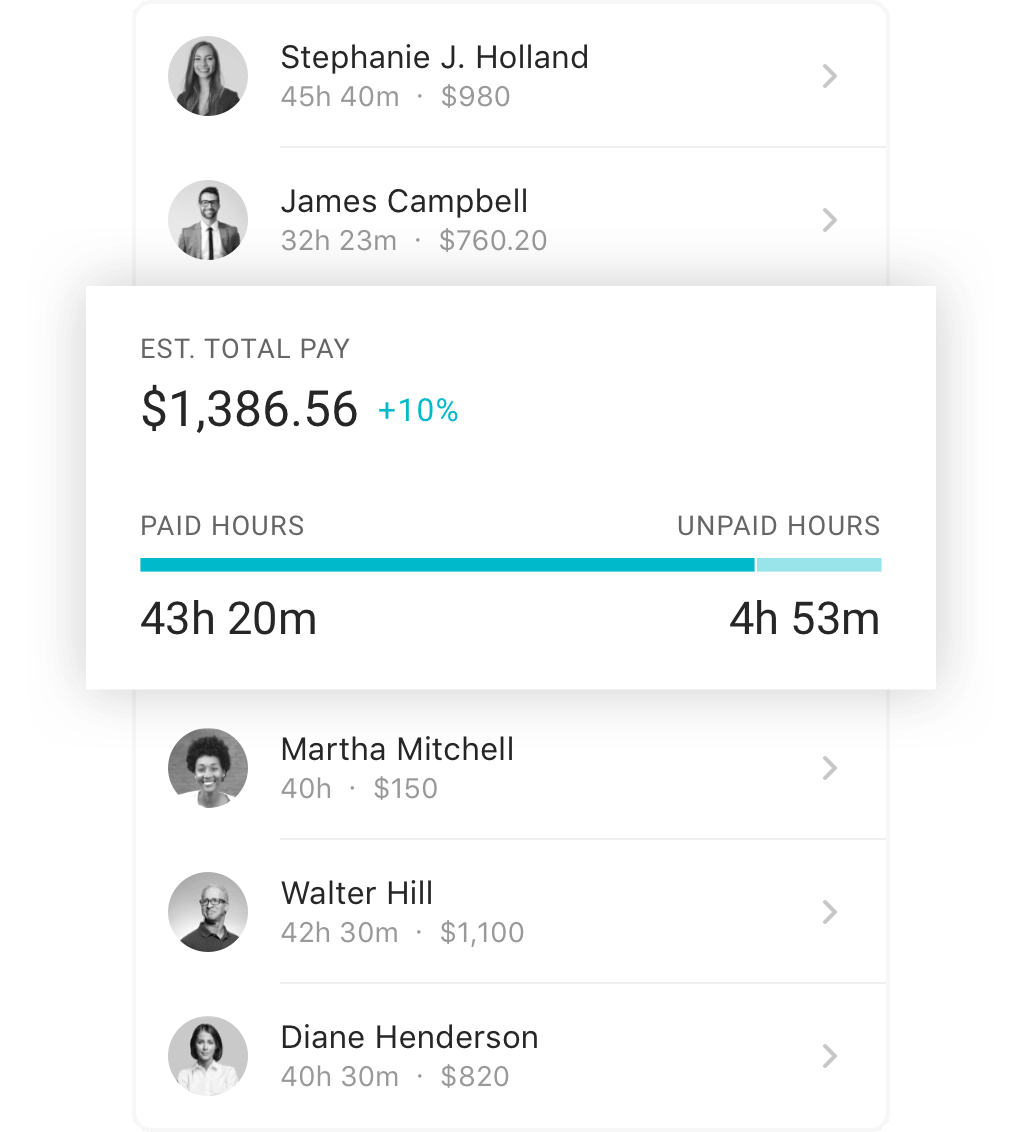 Stephanie J. Holland
45h 40m · $980
James Campbell
32h 23m · $760.20
EST. TOTAL PAY
$1,386.56 +10%
PAID HOURS UNPAID HOURS
43h 20m 4h 53m
Martha Mitchell
40h · $150
Walter Hill
42h 30m · $1,100
Diane Henderson
40h 30m · $820